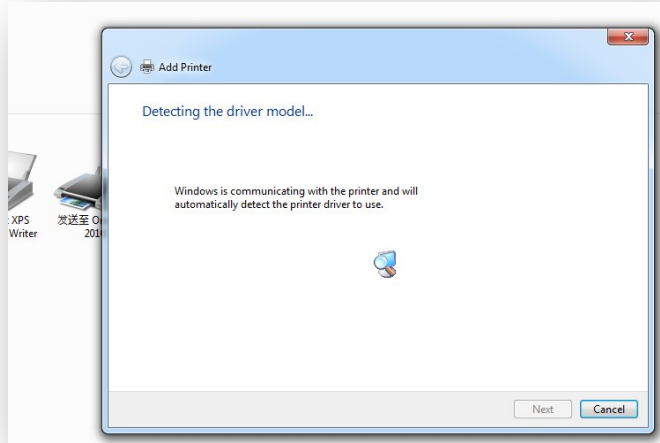 Add Printer
Detecting the driver model...
Windows is communicating with the printer and will
automatically detect the printer driver to use.
XPS
Writer
发送至
201
Next
Cancel